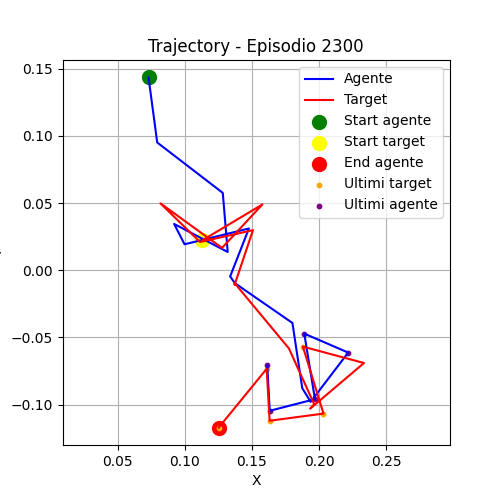 Trajectory - Episodio 2300
0.15
0.10
0.05
0.00
−0.05
−0.10
0.05
0.10
0.15
0.20
0.25
X
Agente
Target
Start agente
Start target
End agente
Ultimi target
Ultimi agente